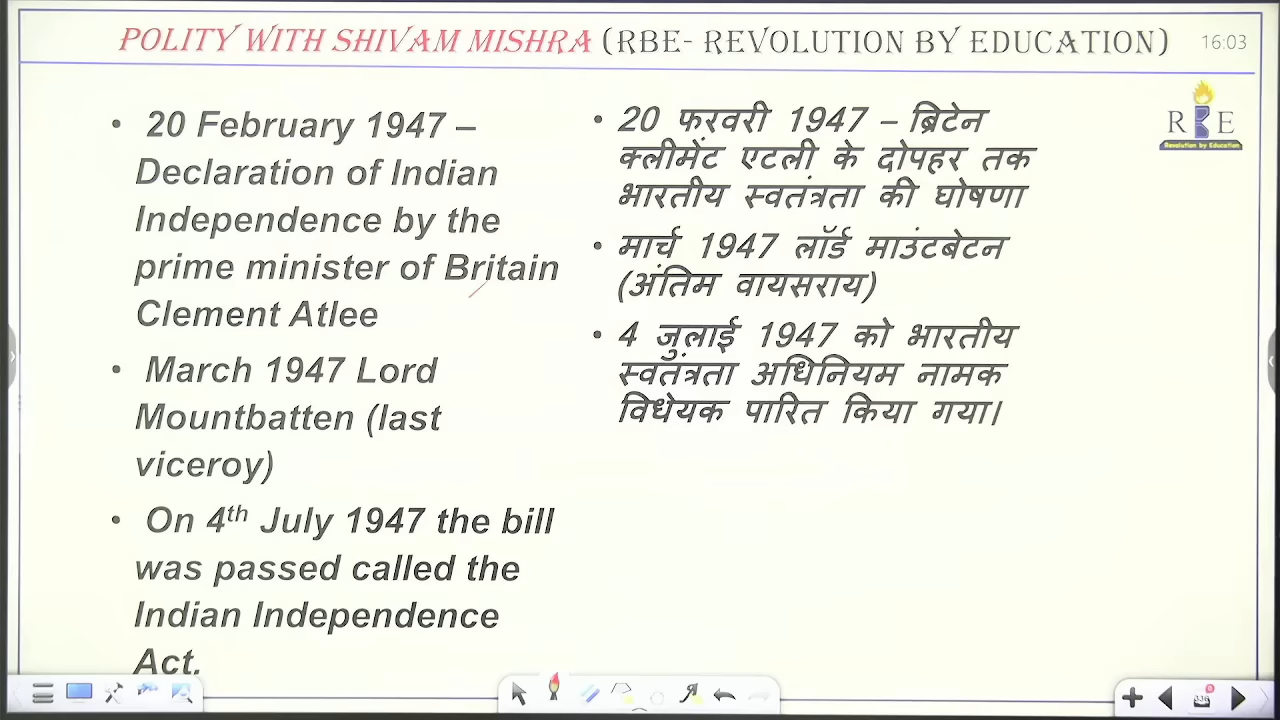 POLITY WITH SHIVAM MISHRA (RBE- REVOLUTION BY EDUCATION)
16:03
RBE
Revolution by Education
• 20 February 1947 –
Declaration of Indian
Independence by the
prime minister of Britain
Clement Atlee
• March 1947 Lord
Mountbatten (last
viceroy)
• On 4th July 1947 the bill
was passed called the
Indian Independence
Act.
• 20 फरवरी 1947 – ब्रिटेन
क्लीमेंट एटली के दोपहर तक
भारतीय स्वतंत्रता की घोषणा
• मार्च 1947 लॉर्ड माउंटबेटन
(अंतिम वायसराय)
• 4 जुलाई 1947 को भारतीय
स्वतंत्रता अधिनियम नामक
विधेयक पारित किया गया।